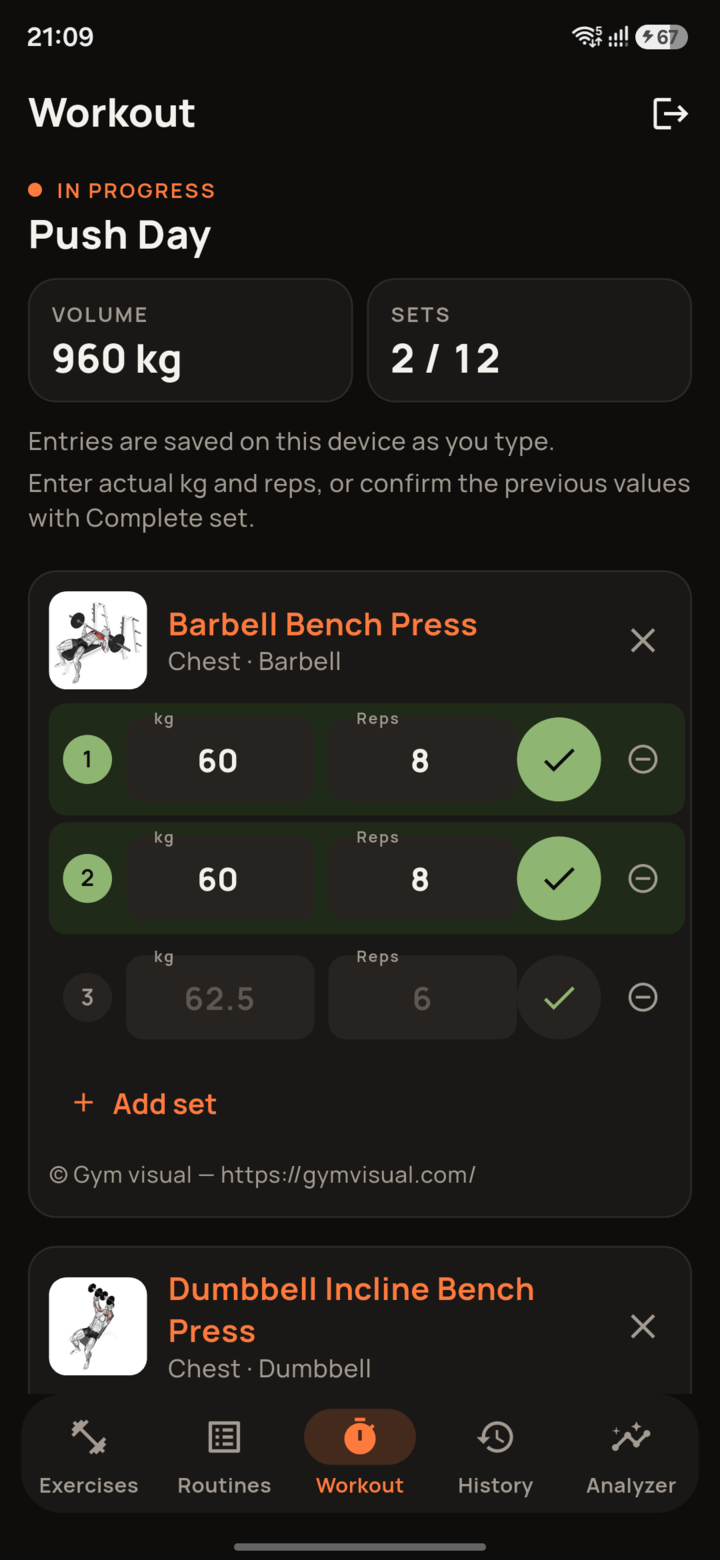 21:09
5
67
Workout
IN PROGRESS
Push Day
VOLUME
960 kg
SETS
2 / 12
Entries are saved on this device as you type.
Enter actual kg and reps, or confirm the previous values
with Complete set.
Barbell Bench Press
Chest · Barbell
kg
Reps
1
60
8
kg
Reps
2
60
8
kg
Reps
3
62.5
6
+ Add set
© Gym visual — https://gymvisual.com/
Dumbbell Incline Bench
Press
Chest · Dumbbell
Exercises
Routines
Workout
History
Analyzer